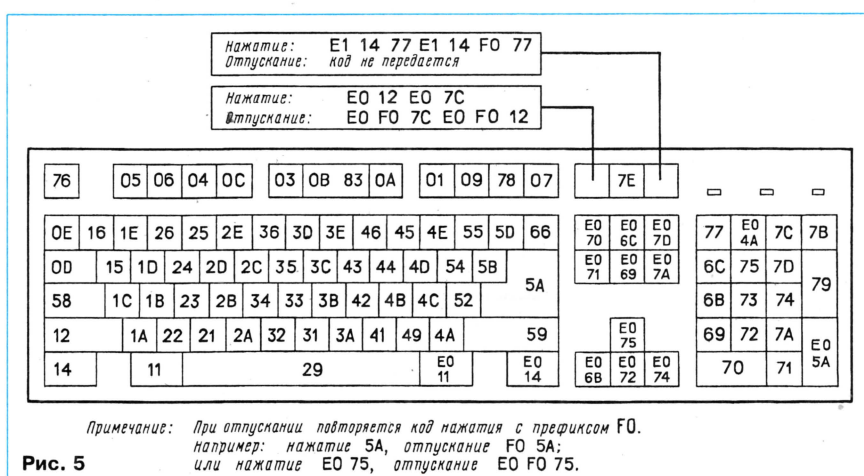 Нажатие: E1 14 77 E1 14 F0 77
Отпускание: код не передается
Нажатие: E0 12 E0 7C
Отпускание: E0 F0 7C E0 F0 12
76 05 06 04 0C 03 0B 83 0A 01 09 78 07 7E
0E 16 1E 26 25 2E 36 3D 3E 46 45 4E 55 5D 66 E0 70 E0 6C E0 7D 77 E0 4A 7C 7B
0D 15 1D 24 2D 2C 35 3C 43 44 4D 54 5B 5A E0 71 E0 69 E0 7A 6C 75 7D 79
58 1C 1B 23 2B 34 33 3B 42 4B 4C 52 6B 73 74
12 1A 22 21 2A 32 31 3A 41 49 4A 59 E0 75 69 72 7A E0 5A
14 11 29 E0 11 E0 14 E0 6B E0 72 E0 74 70 71
Примечание: При отпускании повторяется код нажатия с префиксом F0.
например: нажатие 5A, отпускание F0 5A;
или нажатие E0 75, отпускание E0 F0 75.
Рис. 5